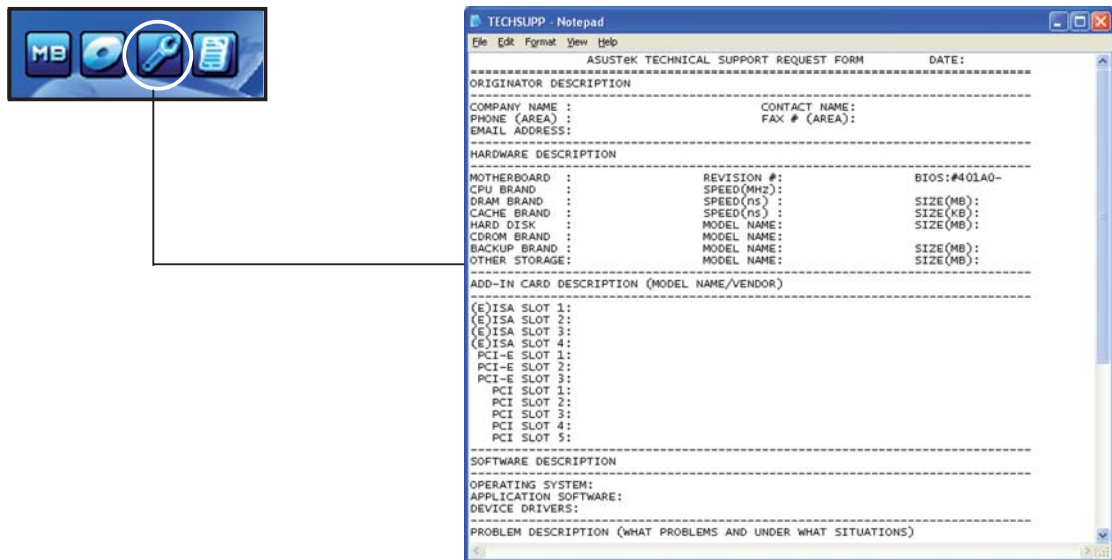 MB
TECHSUPP - Notepad
File Edit Format View Help
ASUSTeK TECHNICAL SUPPORT REQUEST FORM DATE:
ORIGINATOR DESCRIPTION
COMPANY NAME : CONTACT NAME:
PHONE (AREA) : FAX # (AREA):
EMAIL ADDRESS:
HARDWARE DESCRIPTION
MOTHERBOARD : REVISION #: BIOS:#401A0-
CPU BRAND : SPEED(MHz):
DRAM BRAND : SPEED(ns) : SIZE(MB):
CACHE BRAND : SPEED(ns) : SIZE(KB):
HARD DISK : MODEL NAME: SIZE(MB):
CDROM BRAND : MODEL NAME:
BACKUP BRAND : MODEL NAME: SIZE(MB):
OTHER STORAGE: MODEL NAME: SIZE(MB):
ADD-IN CARD DESCRIPTION (MODEL NAME/VENDOR)
(E)ISA SLOT 1:
(E)ISA SLOT 2:
(E)ISA SLOT 3:
(E)ISA SLOT 4:
PCI-E SLOT 1:
PCI-E SLOT 2:
PCI-E SLOT 3:
PCI SLOT 1:
PCI SLOT 2:
PCI SLOT 3:
PCI SLOT 4:
PCI SLOT 5:
SOFTWARE DESCRIPTION
OPERATING SYSTEM:
APPLICATION SOFTWARE:
DEVICE DRIVERS:
PROBLEM DESCRIPTION (WHAT PROBLEMS AND UNDER WHAT SITUATIONS)